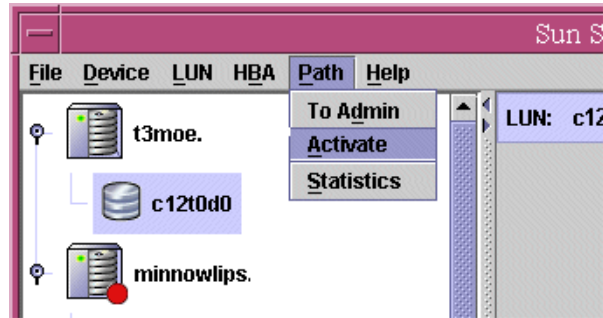 Sun S
File Device LUN HBA Path Help
To Admin
Activate
Statistics
t3moe.
c12t0d0
minnowlips.
LUN: c12